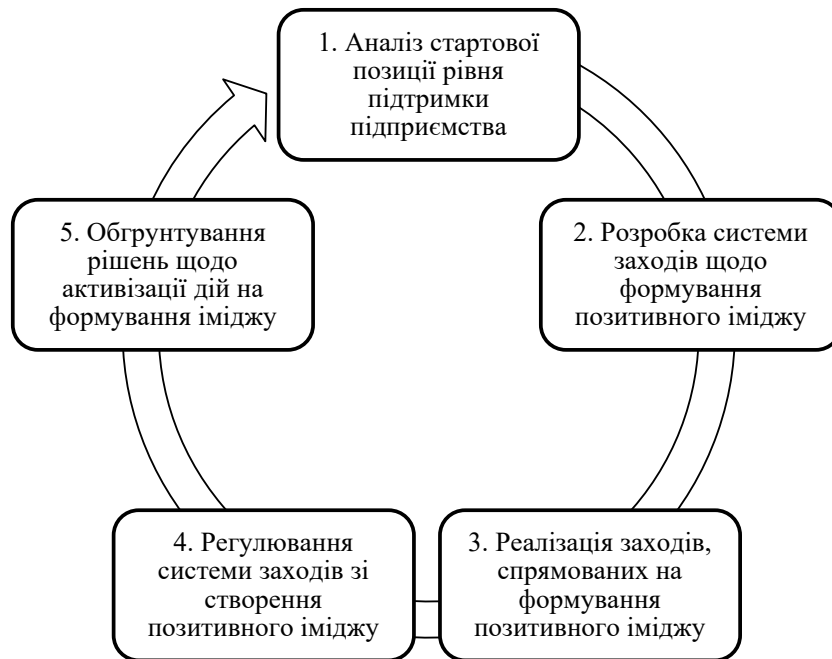 1. Аналіз стартової
позиції рівня
підтримки
підприємства
2. Розробка системи
заходів щодо
формування
позитивного іміджу
3. Реалізація заходів,
спрямованих на
формування
позитивного іміджу
4. Регулювання
системи заходів зі
створення
позитивного іміджу
5. Обгрунтування
рішень щодо
активізації дій на
формування іміджу